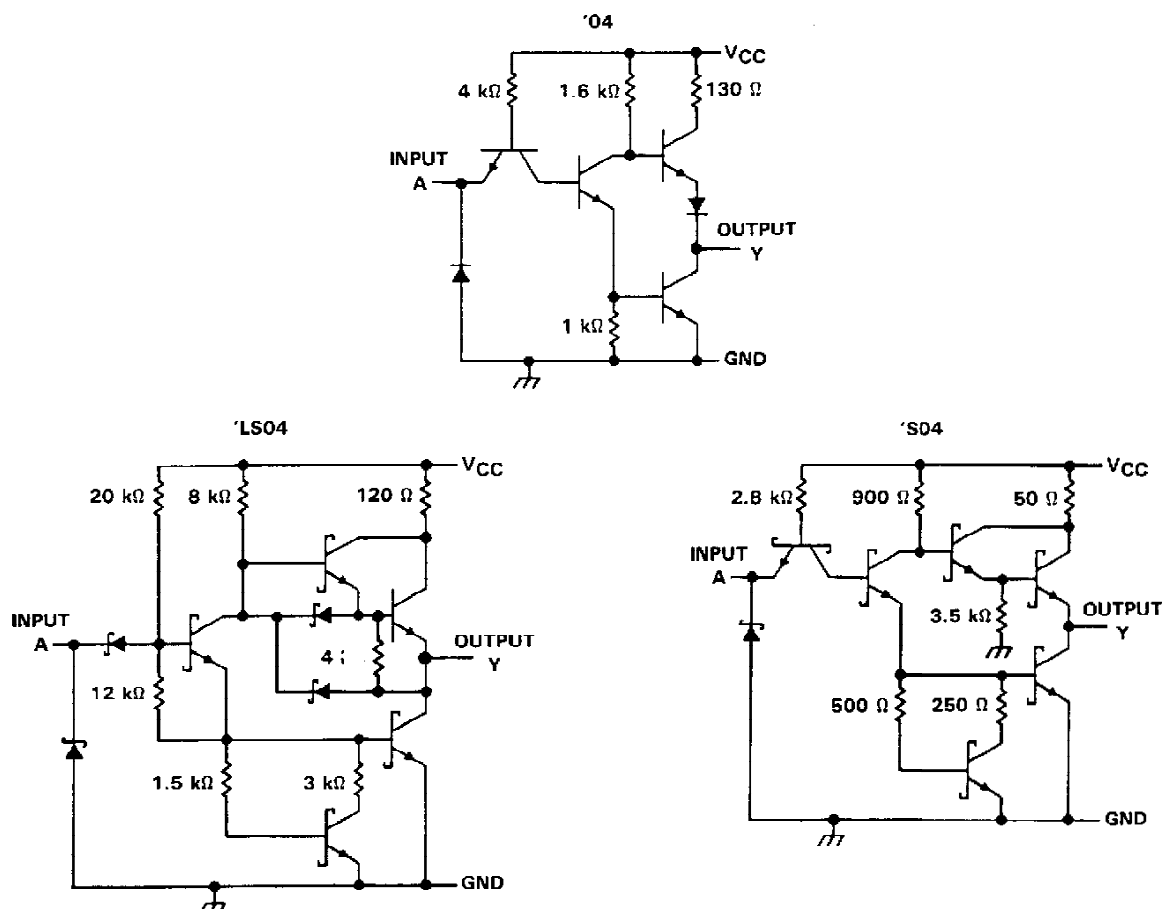 '04
VCC
4 kΩ
1.6 kΩ
130 Ω
INPUT
A
OUTPUT
Y
1 kΩ
GND
'LS04
VCC
20 kΩ
8 kΩ
120 Ω
INPUT
A
OUTPUT
Y
4
12 kΩ
1.5 kΩ
3 kΩ
GND
'S04
VCC
2.8 kΩ
900 Ω
50 Ω
INPUT
A
3.5 kΩ
OUTPUT
Y
500 Ω
250 Ω
GND